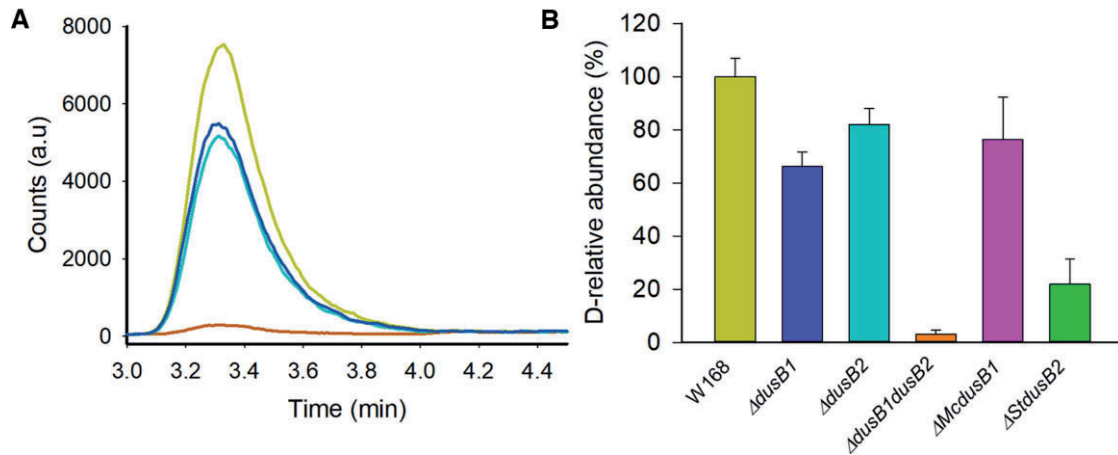 A
Counts (a.u)
8000
6000
4000
2000
0
3.0 3.2 3.4 3.6 3.8 4.0 4.2 4.4
Time (min)
B
D-relative abundance (%)
120
100
80
60
40
20
0
W168
ΔdusB1
ΔdusB2
ΔdusB1dusB2
ΔMcdusB1
ΔStdusB2